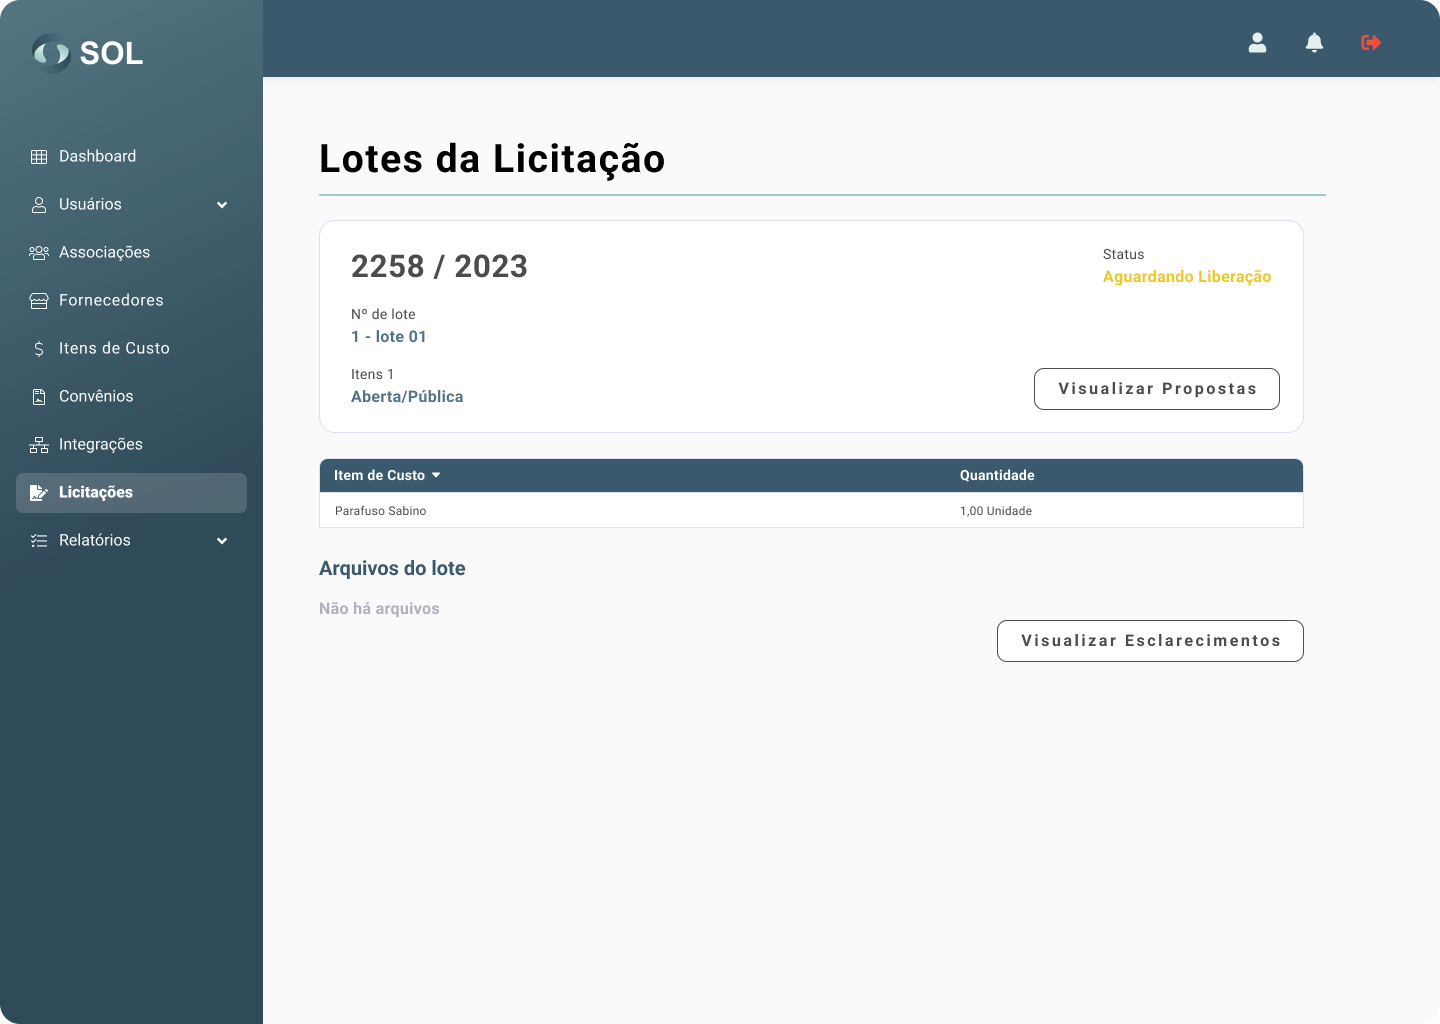 SOL
Dashboard
Usuários
Associações
Fornecedores
Itens de Custo
Convênios
Integrações
Licitações
Relatórios
Lotes da Licitação
2258 / 2023
Status
Aguardando Liberação
Nº de lote
1 - lote 01
Itens 1
Aberta/Pública
Visualizar Propostas
Item de Custo Quantidade
Parafuso Sabino 1,00 Unidade
Arquivos do lote
Não há arquivos
Visualizar Esclarecimentos